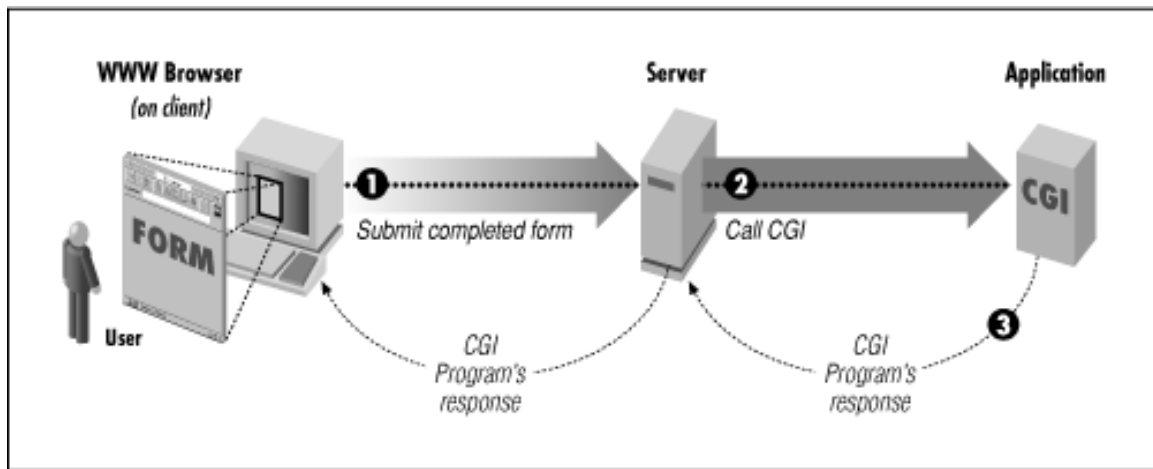 WWW Browser
(on client)
Server
Application
1
2
CGI
FORM
Submit completed form
Call CGI
User
3
CGI
Program's
response
CGI
Program's
response